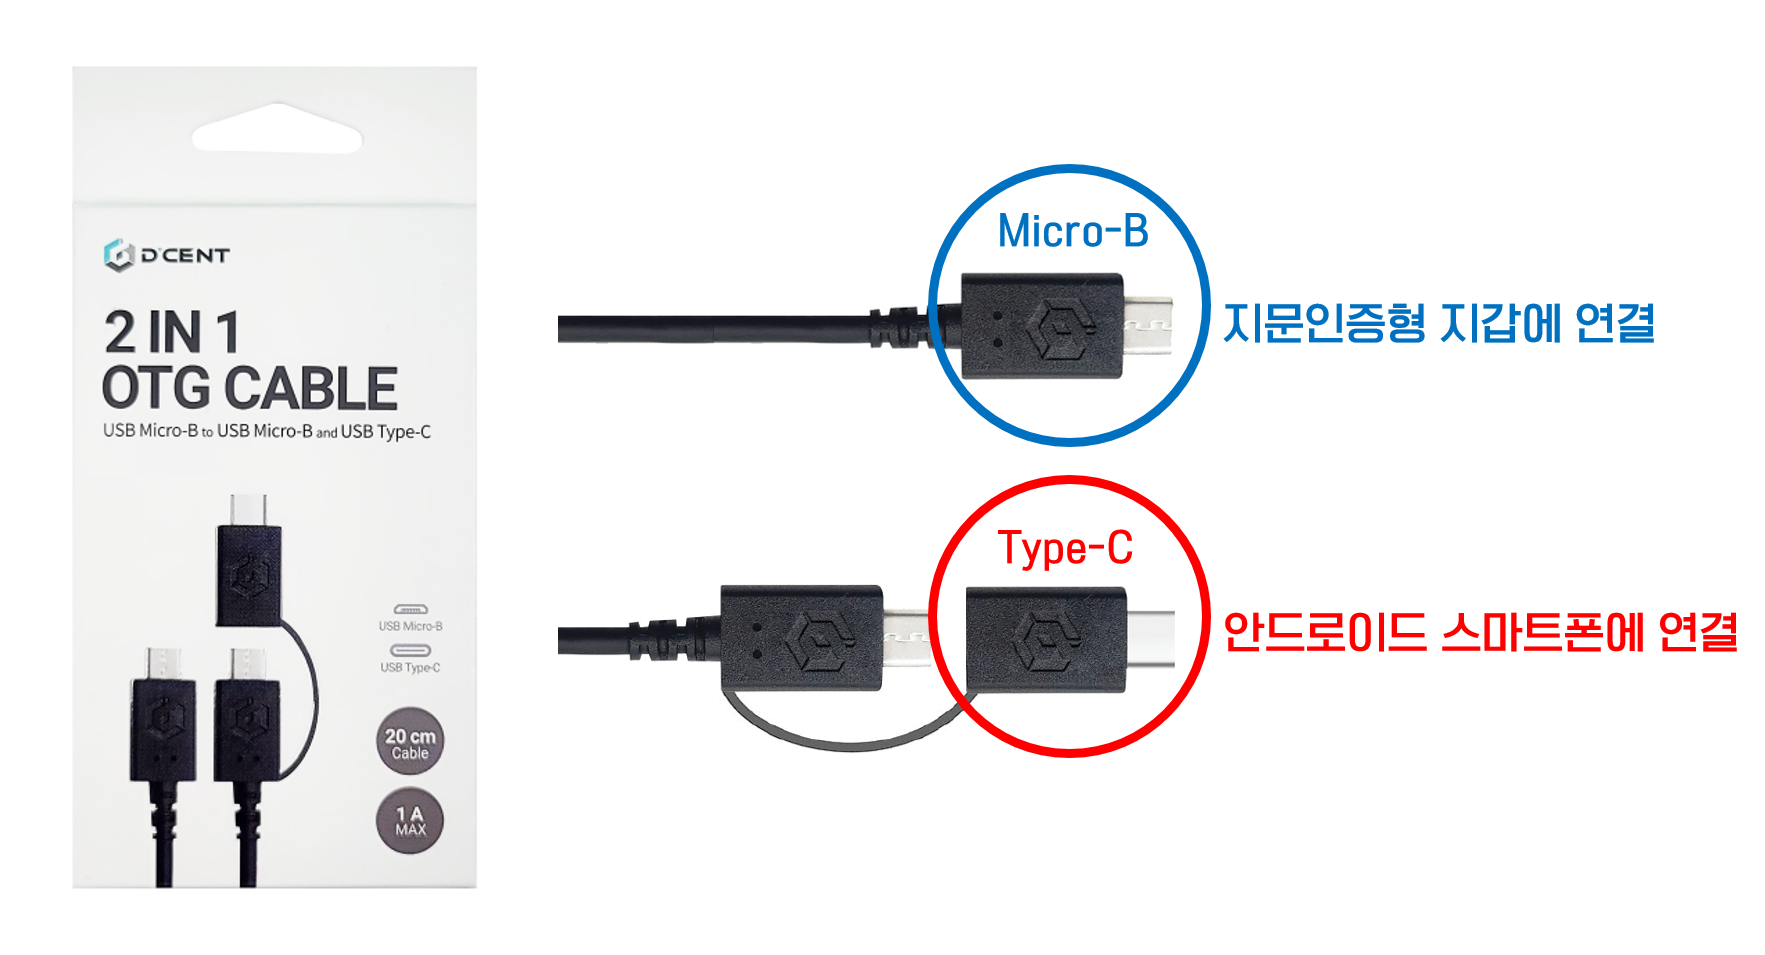 D'CENT
2 IN 1
OTG CABLE
USB Micro-B to USB Micro-B and USB Type-C
USB Micro-B
USB Type-C
20 cm
Cable
1 A
MAX
Micro-B
지문인증형 지갑에 연결
Type-C
안드로이드 스마트폰에 연결